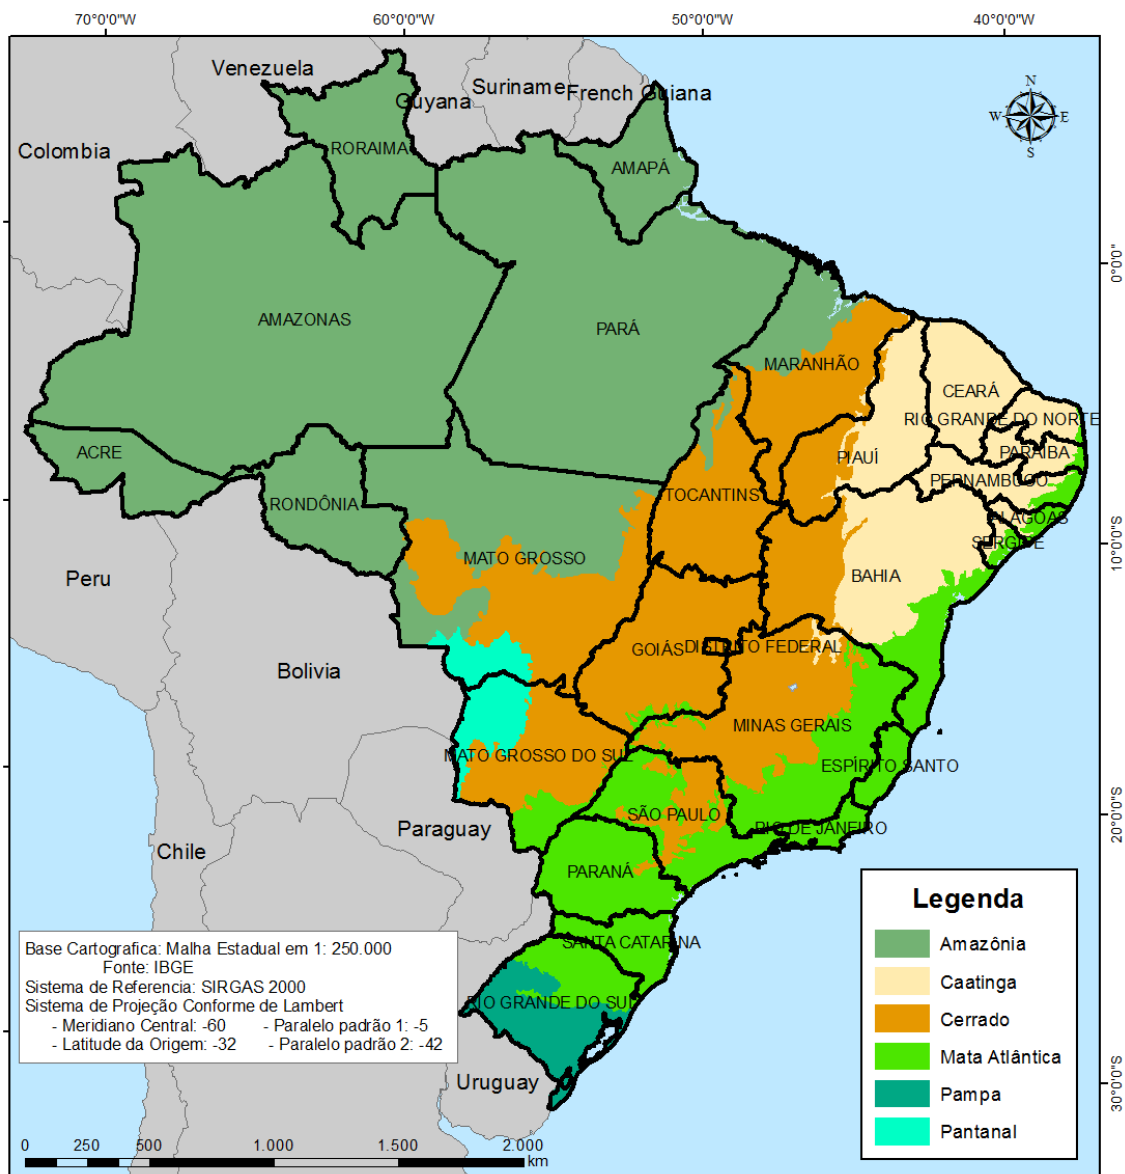 70°0'0"W
60°0'0"W
50°0'0"W
40°0'0"W
Venezuela
Guyana
Suriname
French Guiana
Colombia
N
W
E
S
RORAIMA
AMAPÁ
0°0'0"
AMAZONAS
PARÁ
MARANHÃO
CEARÁ
RIO GRANDE DO NORTE
ACRE
PIAUÍ
PARAÍBA
PERNAMBUCO
RONDÔNIA
TOCANTINS
ALAGOAS
SERGIPE
10°0'0"S
Peru
MATO GROSSO
BAHIA
Bolivia
GOIÁS
DISTRITO FEDERAL
MINAS GERAIS
MATO GROSSO DO SUL
ESPÍRITO SANTO
Paraguay
SÃO PAULO
RIO DE JANEIRO
20°0'0"S
Chile
PARANÁ
SANTA CATARINA
RIO GRANDE DO SUL
Uruguay
30°0'0"S
Legenda
Amazônia
Caatinga
Cerrado
Mata Atlântica
Pampa
Pantanal
Base Cartografica: Malha Estadual em 1: 250.000
Fonte: IBGE
Sistema de Referencia: SIRGAS 2000
Sistema de Projeção Conforme de Lambert
- Meridiano Central: -60 - Paralelo padrão 1: -5
- Latitude da Origem: -32 - Paralelo padrão 2: -42
0 250 500 1.000 1.500 2.000
km